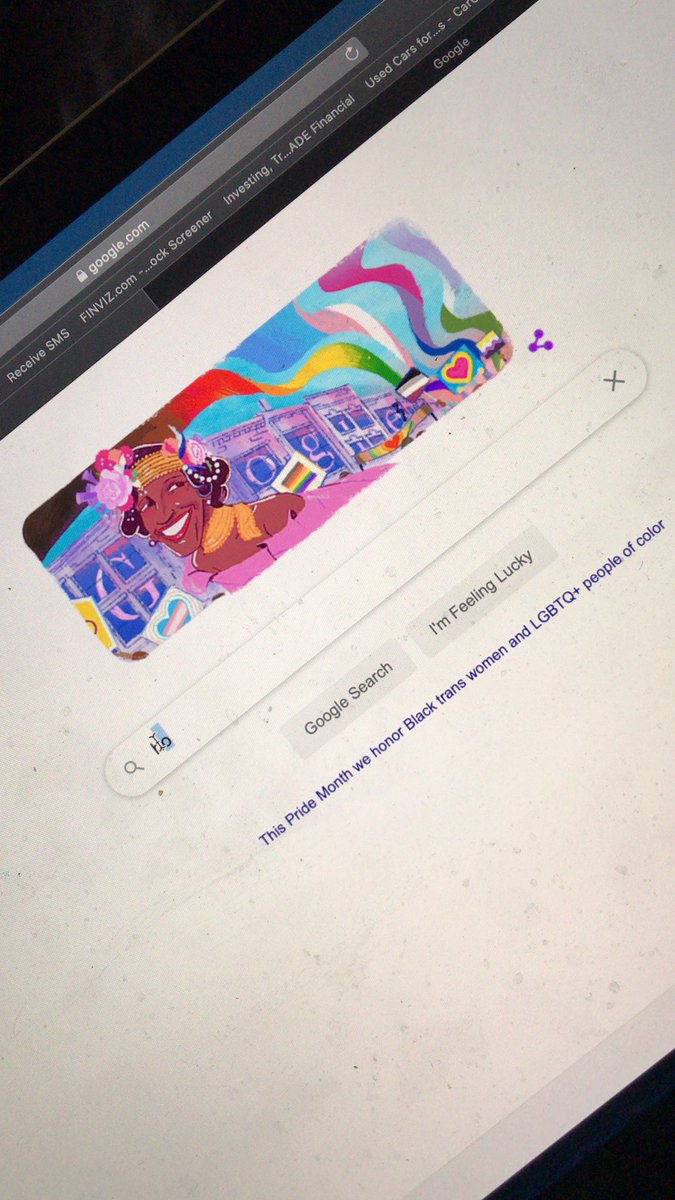 google.com
Receive SMS FINVIZ.com -...ock Screener Investing, Tr...ADE Financial Used Cars for...s - Car
Google
ho
Google Search I'm Feeling Lucky
This Pride Month we honor Black trans women and LGBTQ+ people of color